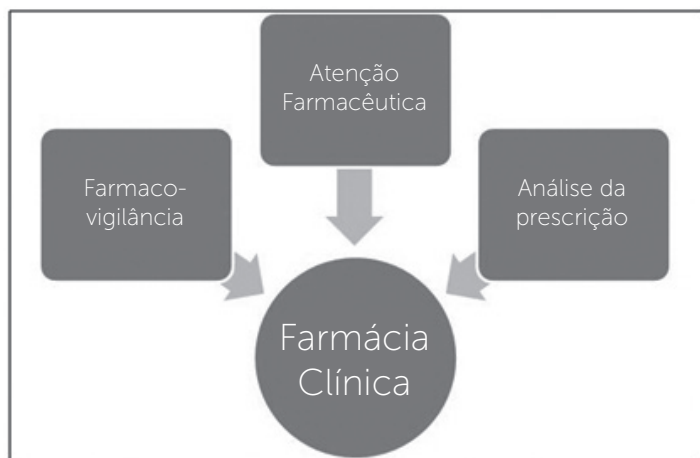 Atenção
Farmacêutica
Farmaco-
vigilância
Análise da
prescrição
Farmácia
Clínica